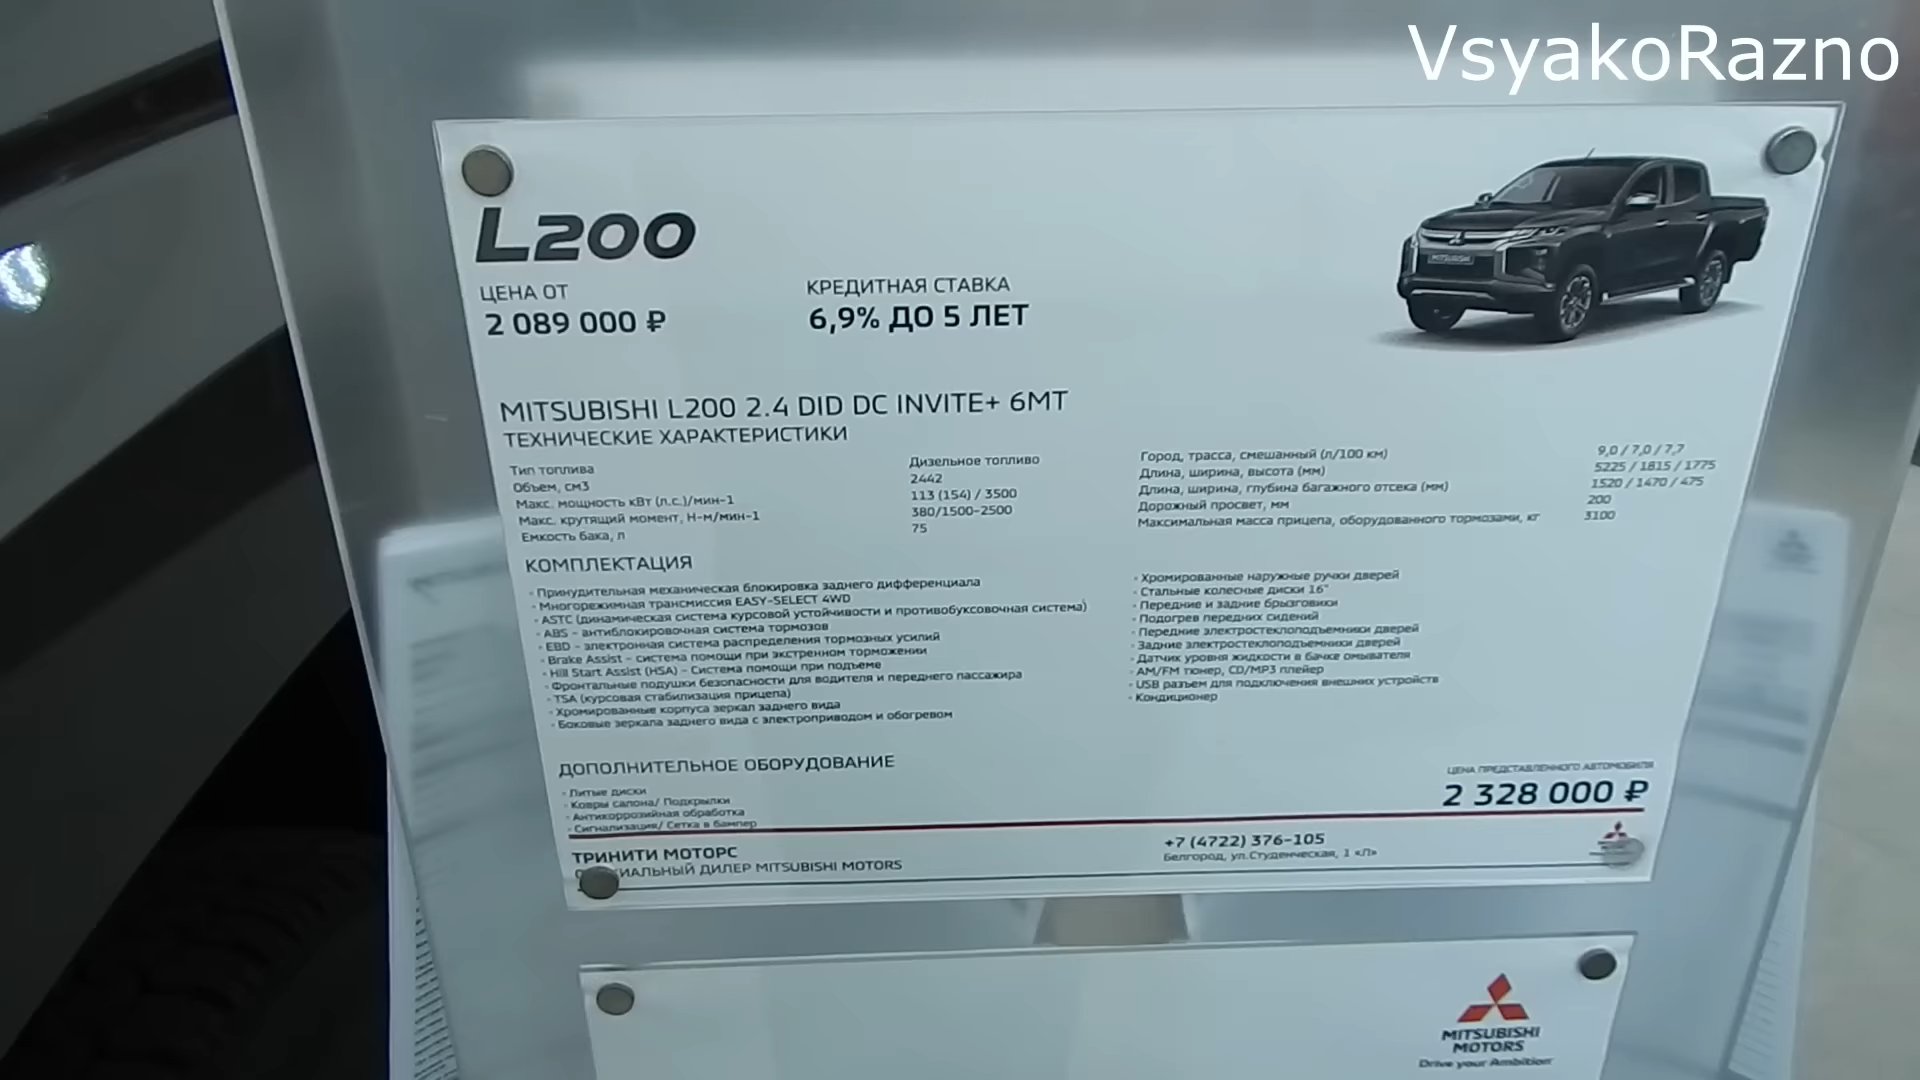 VsyakoRazno
L200
ЦЕНА ОТ
2 089 000 ₽
КРЕДИТНАЯ СТАВКА
6,9% ДО 5 ЛЕТ
MITSUBISHI
MITSUBISHI L200 2.4 DID DC INVITE+ 6MT
ТЕХНИЧЕСКИЕ ХАРАКТЕРИСТИКИ
Тип топлива Дизельное топливо
Объем, см3 2442
Макс. мощность кВт (л.с.)/мин-1 113 (154) / 3500
Макс. крутящий момент, Н-м/мин-1 380/1500-2500
Емкость бака, л 75
Город, трасса, смешанный (л/100 км) 9,0 / 7,0 / 7,7
Длина, ширина, высота (мм) 5225 / 1815 / 1775
Длина, ширина, глубина багажного отсека (мм) 1520 / 1470 / 475
Дорожный просвет, мм 200
Максимальная масса прицепа, оборудованного тормозами, кг 3100
КОМПЛЕКТАЦИЯ
- Принудительная механическая блокировка заднего дифференциала
- Многорежимная трансмиссия EASY-SELECT 4WD
- ASTC (динамическая система курсовой устойчивости и противобуксовочная система)
- ABS - антиблокировочная система тормозов
- EBD - электронная система распределения тормозных усилий
- Brake Assist - система помощи при экстренном торможении
- Hill Start Assist (HSA) - Система помощи при подъеме
- Фронтальные подушки безопасности для водителя и переднего пассажира
- TSA (курсовая стабилизация прицепа)
- Хромированные корпуса зеркал заднего вида
- Боковые зеркала заднего вида с электроприводом и обогревом
- Хромированные наружные ручки дверей
- Стальные колесные диски 16"
- Передние и задние брызговики
- Подогрев передних сидений
- Передние электростеклоподъемники дверей
- Задние электростеклоподъемники дверей
- Датчик уровня жидкости в бачке омывателя
- AM/FM тюнер, CD/MP3 плейер
- USB разъем для подключения внешних устройств
- Кондиционер
ДОПОЛНИТЕЛЬНОЕ ОБОРУДОВАНИЕ
- Литые диски
- Ковры салона/ Подкрылки
- Антикоррозийная обработка
- Сигнализация/ Сетка в бампер
ЦЕНА ПРЕДСТАВЛЕННОГО АВТОМОБИЛЯ
2 328 000 ₽
ТРИНИТИ МОТОРС
ДИЛЕР MITSUBISHI MOTORS
+7 (4722) 376-105
Белгород, ул.Студенческая, 1 «Л»
MITSUBISHI
MOTORS
Drive your Ambition